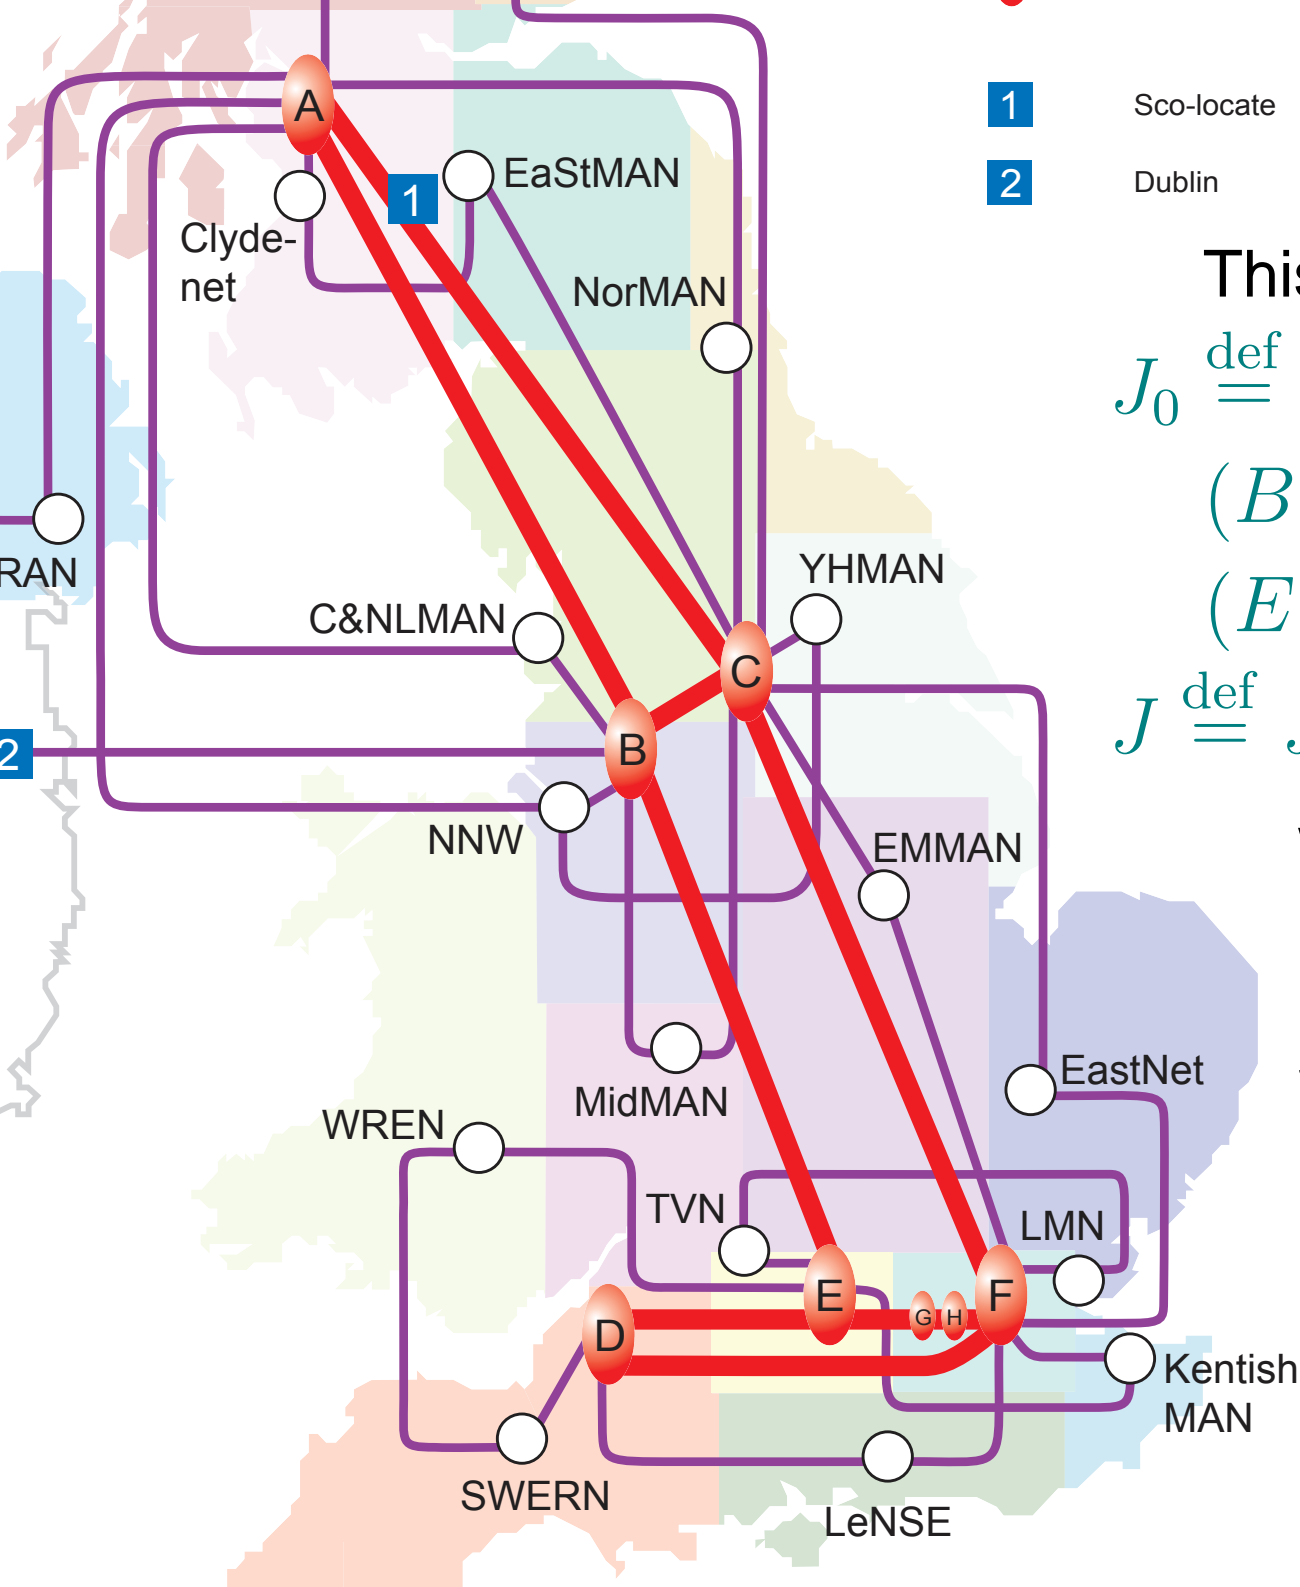 A
1
EaStMAN
1
Sco-locate
2
Dublin
Clyde-
net
NorMAN
This
J0 def =
(B
(E
J def =
RAN
C&NLMAN
YHMAN
C
B
2
NNW
EMMAN
EastNet
MidMAN
WREN
TVN
LMN
D
E
G
H
F
Kentish
MAN
SWERN
LeNSE